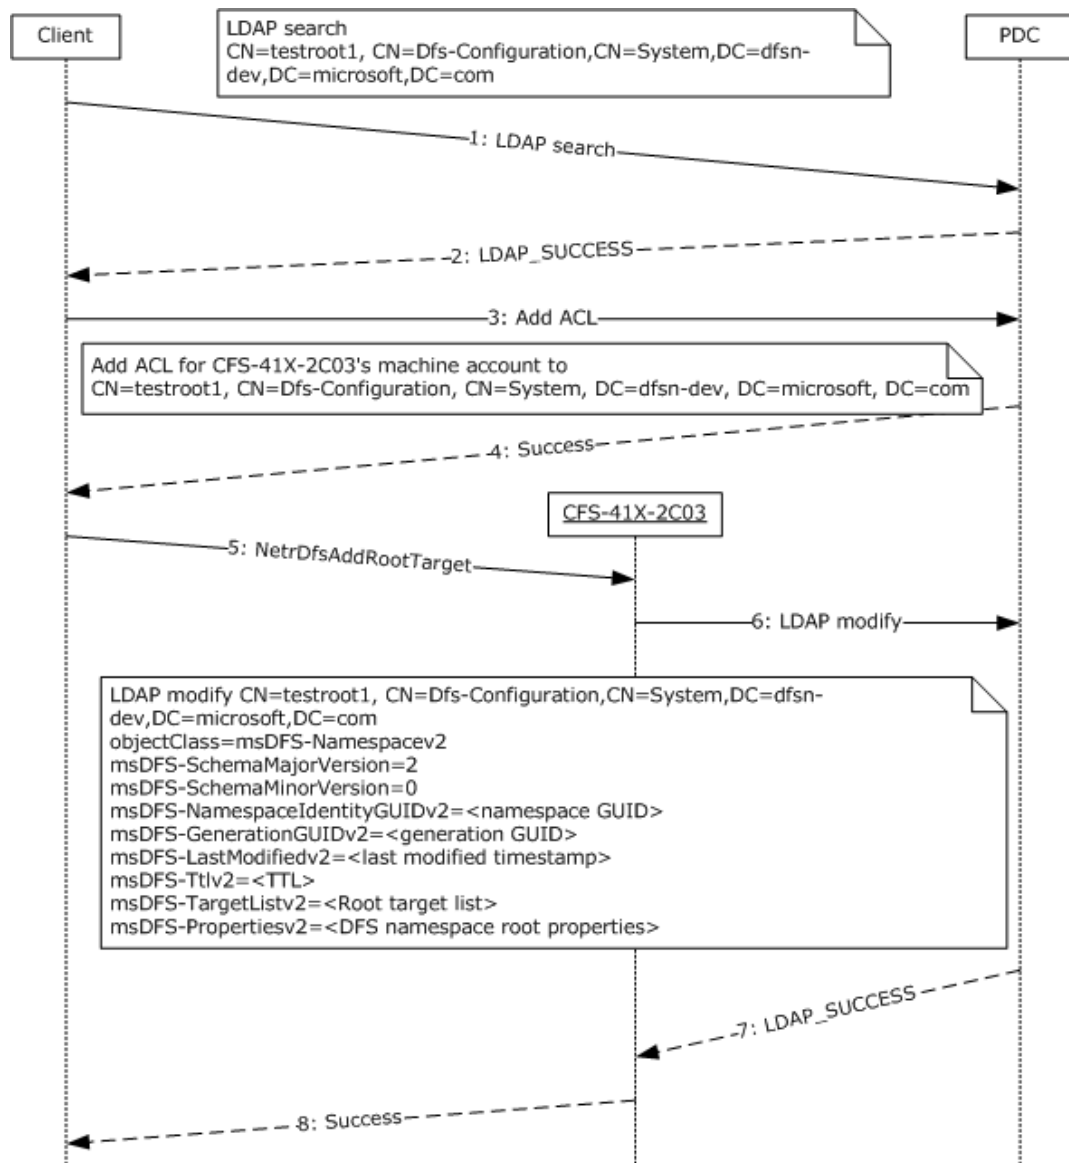 Client
LDAP search
CN=testroot1, CN=Dfs-Configuration,CN=System,DC=dfsn-
dev,DC=microsoft,DC=com
PDC
1: LDAP search
2: LDAP_SUCCESS
3: Add ACL
Add ACL for CFS-41X-2C03's machine account to
CN=testroot1, CN=Dfs-Configuration, CN=System, DC=dfsn-dev, DC=microsoft, DC=com
4: Success
CFS-41X-2C03
5: NetrDfsAddRootTarget
6: LDAP modify
LDAP modify CN=testroot1, CN=Dfs-Configuration,CN=System,DC=dfsn-
dev,DC=microsoft,DC=com
objectClass=msDFS-Namespacev2
msDFS-SchemaMajorVersion=2
msDFS-SchemaMinorVersion=0
msDFS-NamespaceIdentityGUIDv2=<namespace GUID>
msDFS-GenerationGUIDv2=<generation GUID>
msDFS-LastModifiedv2=<last modified timestamp>
msDFS-Ttlv2=<TTL>
msDFS-TargetListv2=<Root target list>
msDFS-Propertiesv2=<DFS namespace root properties>
7: LDAP_SUCCESS
8: Success